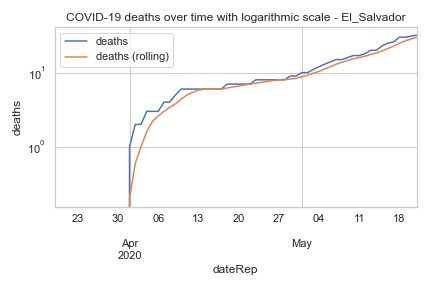 COVID-19 deaths over time with logarithmic scale - El_Salvador
deaths
deaths (rolling)
10¹
10⁰
deaths
23 30 06 13 20 27 04 11 18
Apr May
2020
dateRep